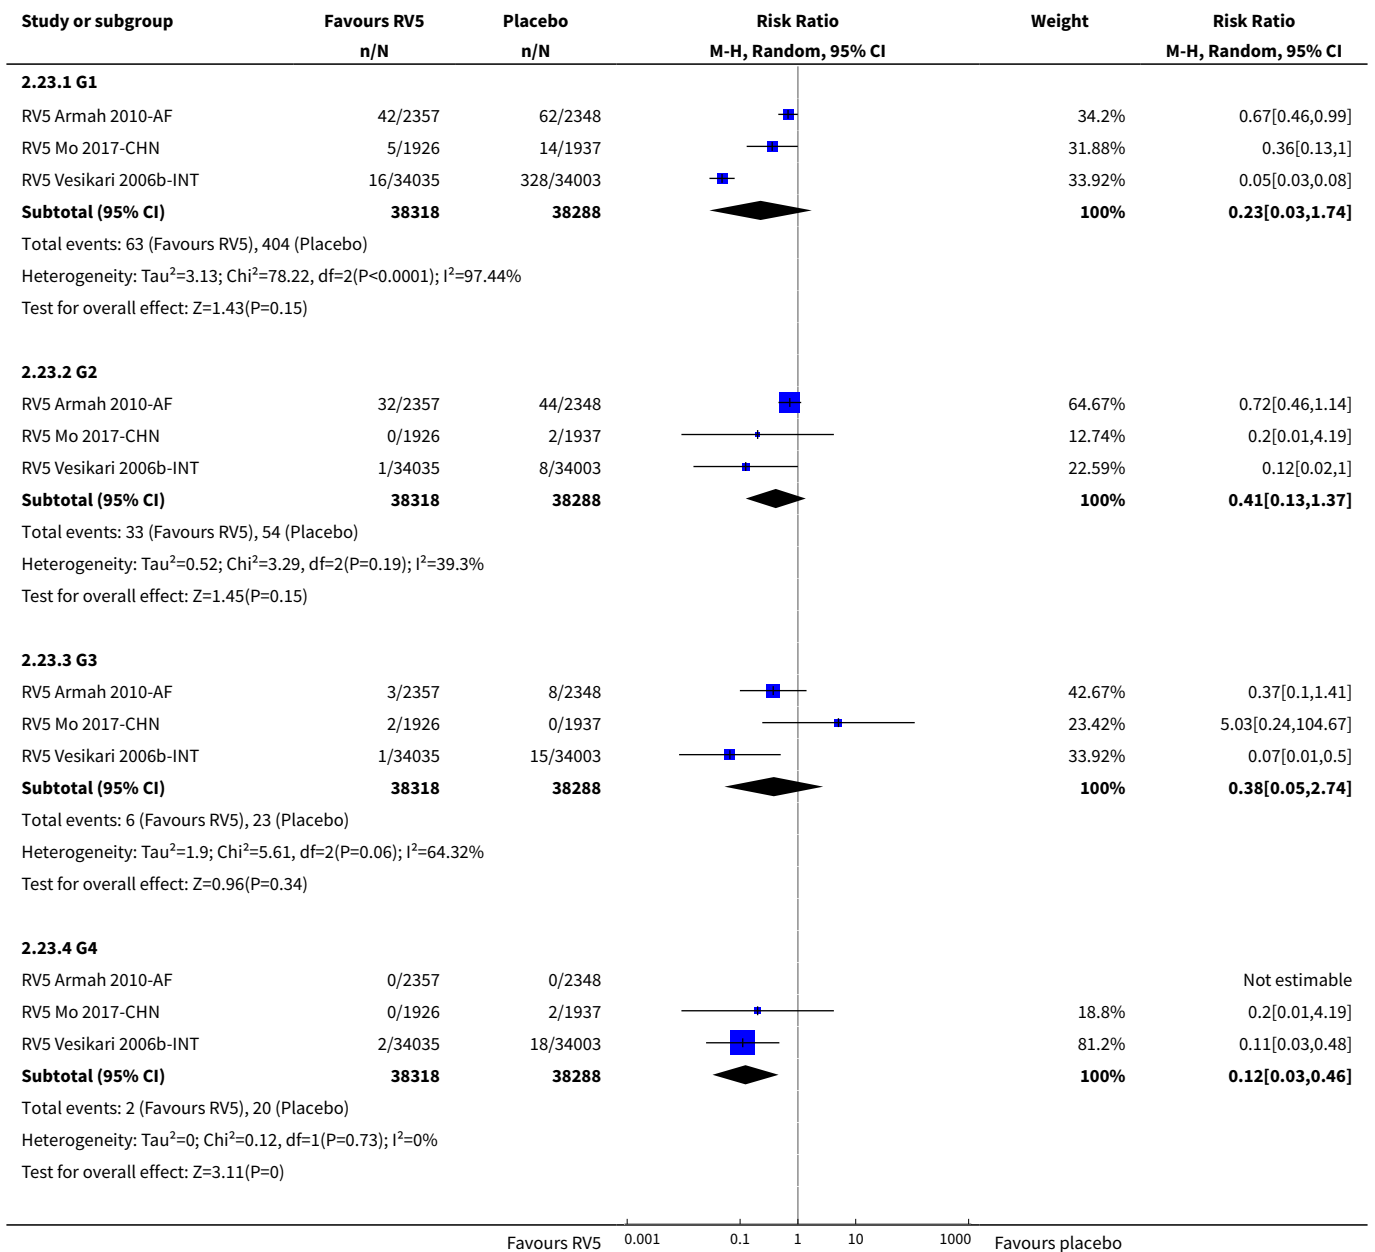 Study or subgroup Favours RV5 Placebo Risk Ratio Weight Risk Ratio
n/N n/N M-H, Random, 95% CI M-H, Random, 95% CI
2.23.1 G1
RV5 Armah 2010-AF 42/2357 62/2348 34.2% 0.67[0.46,0.99]
RV5 Mo 2017-CHN 5/1926 14/1937 31.88% 0.36[0.13,1]
RV5 Vesikari 2006b-INT 16/34035 328/34003 33.92% 0.05[0.03,0.08]
Subtotal (95% CI) 38318 38288 100% 0.23[0.03,1.74]
Total events: 63 (Favours RV5), 404 (Placebo)
Heterogeneity: Tau²=3.13; Chi²=78.22, df=2(P<0.0001); I²=97.44%
Test for overall effect: Z=1.43(P=0.15)
2.23.2 G2
RV5 Armah 2010-AF 32/2357 44/2348 64.67% 0.72[0.46,1.14]
RV5 Mo 2017-CHN 0/1926 2/1937 12.74% 0.2[0.01,4.19]
RV5 Vesikari 2006b-INT 1/34035 8/34003 22.59% 0.12[0.02,1]
Subtotal (95% CI) 38318 38288 100% 0.41[0.13,1.37]
Total events: 33 (Favours RV5), 54 (Placebo)
Heterogeneity: Tau²=0.52; Chi²=3.29, df=2(P=0.19); I²=39.3%
Test for overall effect: Z=1.45(P=0.15)
2.23.3 G3
RV5 Armah 2010-AF 3/2357 8/2348 42.67% 0.37[0.1,1.41]
RV5 Mo 2017-CHN 2/1926 0/1937 23.42% 5.03[0.24,104.67]
RV5 Vesikari 2006b-INT 1/34035 15/34003 33.92% 0.07[0.01,0.5]
Subtotal (95% CI) 38318 38288 100% 0.38[0.05,2.74]
Total events: 6 (Favours RV5), 23 (Placebo)
Heterogeneity: Tau²=1.9; Chi²=5.61, df=2(P=0.06); I²=64.32%
Test for overall effect: Z=0.96(P=0.34)
2.23.4 G4
RV5 Armah 2010-AF 0/2357 0/2348 Not estimable
RV5 Mo 2017-CHN 0/1926 2/1937 18.8% 0.2[0.01,4.19]
RV5 Vesikari 2006b-INT 2/34035 18/34003 81.2% 0.11[0.03,0.48]
Subtotal (95% CI) 38318 38288 100% 0.12[0.03,0.46]
Total events: 2 (Favours RV5), 20 (Placebo)
Heterogeneity: Tau²=0; Chi²=0.12, df=1(P=0.73); I²=0%
Test for overall effect: Z=3.11(P=0)
Favours RV5 0.001 0.1 1 10 1000 Favours placebo